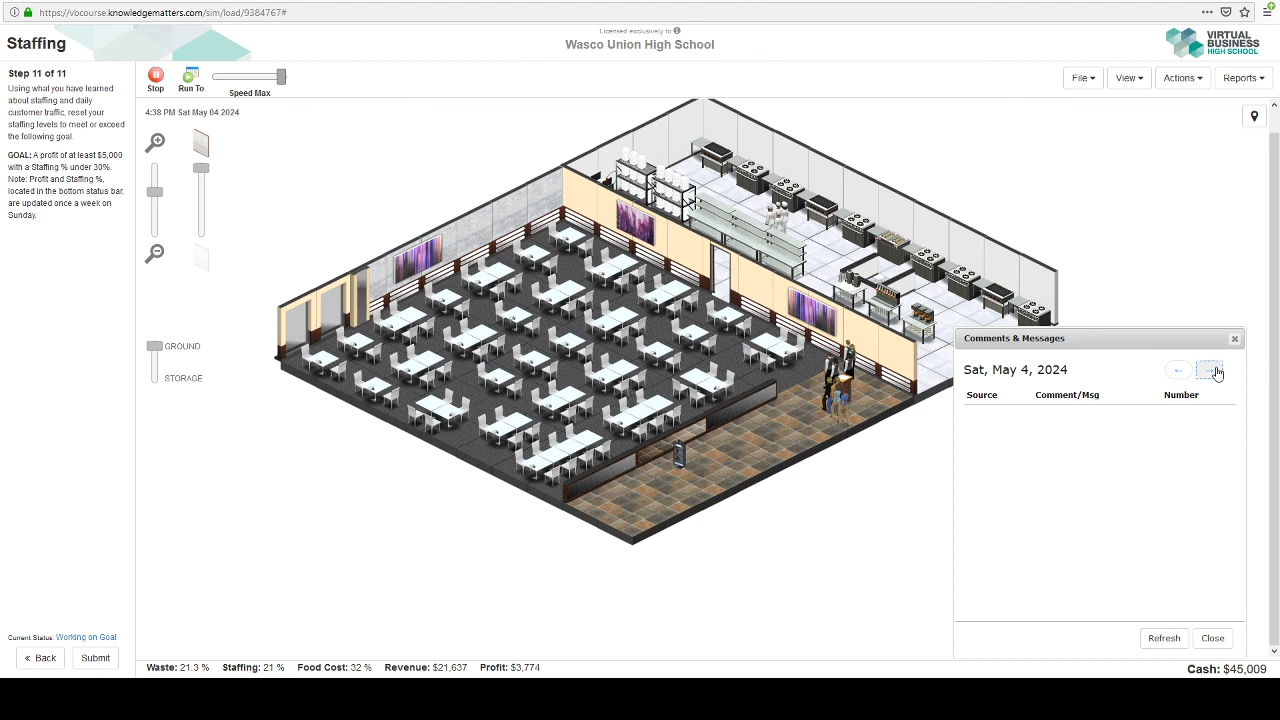 https://vbcourse.knowledgematters.com/sim/load/9384767#
Staffing
Licensed exclusively to
Wasco Union High School
VIRTUAL
BUSINESS
HIGH SCHOOL
Step 11 of 11
Using what you have learned
about staffing and daily
customer traffic, reset your
staffing levels to meet or exceed
the following goal.
GOAL: A profit of at least $5,000
with a Staffing % under 30%.
Note: Profit and Staffing %,
located in the bottom status bar,
are updated once a week on
Sunday.
Stop
Run To
Speed Max
File
View
Actions
Reports
4:38 PM Sat May 04 2024
GROUND
STORAGE
Comments & Messages
Sat, May 4, 2024
Source Comment/Msg Number
Refresh
Close
Current Status: Working on Goal
« Back
Submit
Waste: 21.3 % Staffing: 21 % Food Cost: 32 % Revenue: $21,637 Profit: $3,774
Cash: $45,009